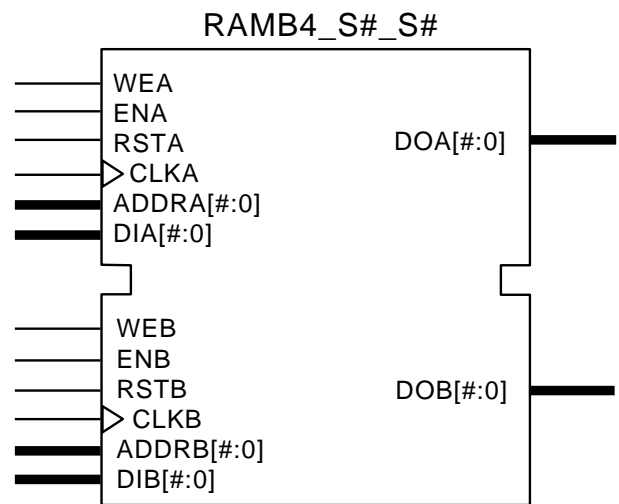 RAMB4_S#_S#
WEA
ENA
RSTA
DOA[#:0]
CLKA
ADDRA[#:0]
DIA[#:0]
WEB
ENB
RSTB
DOB[#:0]
CLKB
ADDRB[#:0]
DIB[#:0]